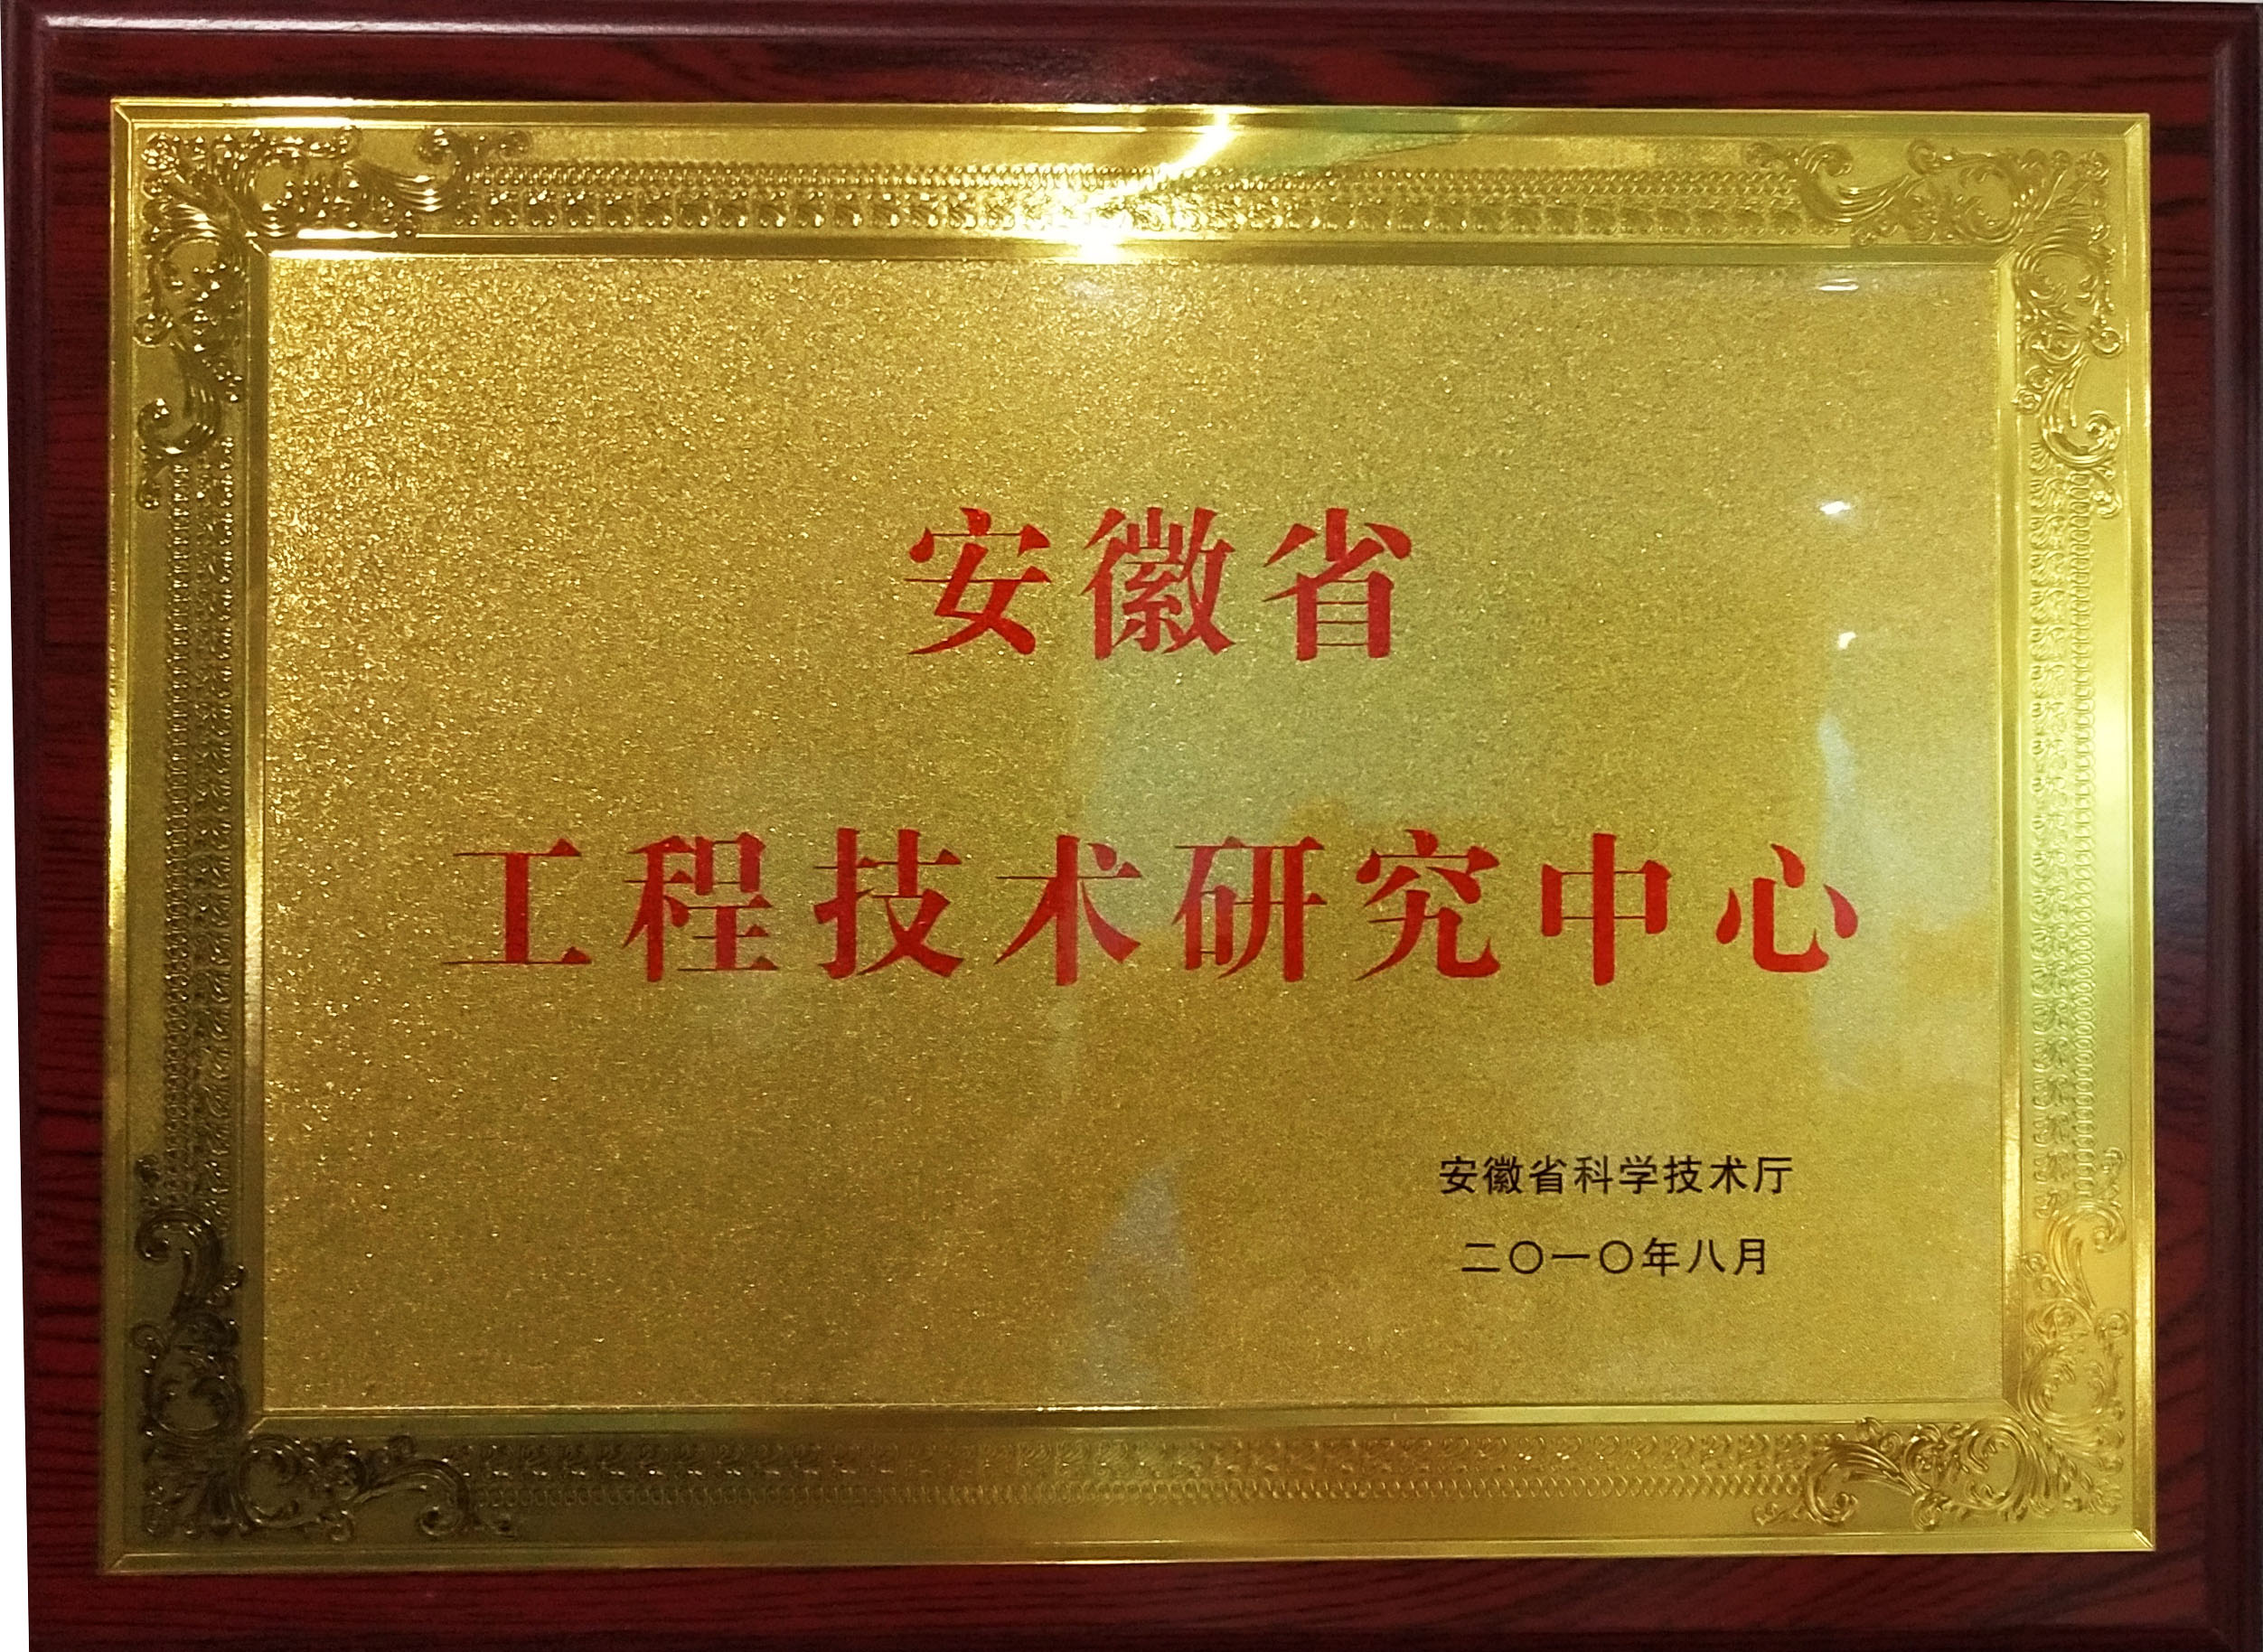 安徽省
工程技术研究中心
安徽省科学技术厅
二〇一〇年八月